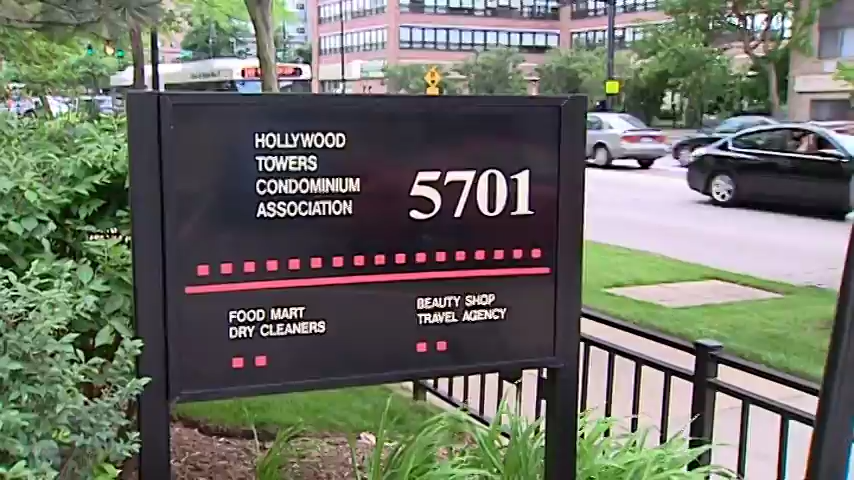 HOLLYWOOD
TOWERS
CONDOMINIUM
ASSOCIATION
5701
FOOD MART
DRY CLEANERS
BEAUTY SHOP
TRAVEL AGENCY